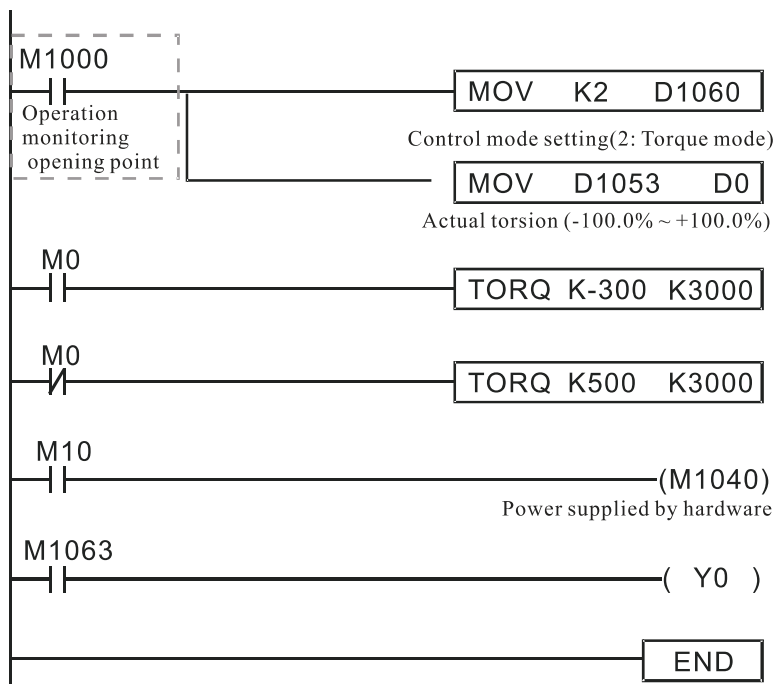 M1000
MOV K2 D1060
Operation
monitoring
opening point
Control mode setting(2: Torque mode)
MOV D1053 D0
Actual torsion (-100.0% ~ +100.0%)
M0
TORQ K-300 K3000
M0
TORQ K500 K3000
M10
(M1040)
Power supplied by hardware
M1063
( Y0 )
END